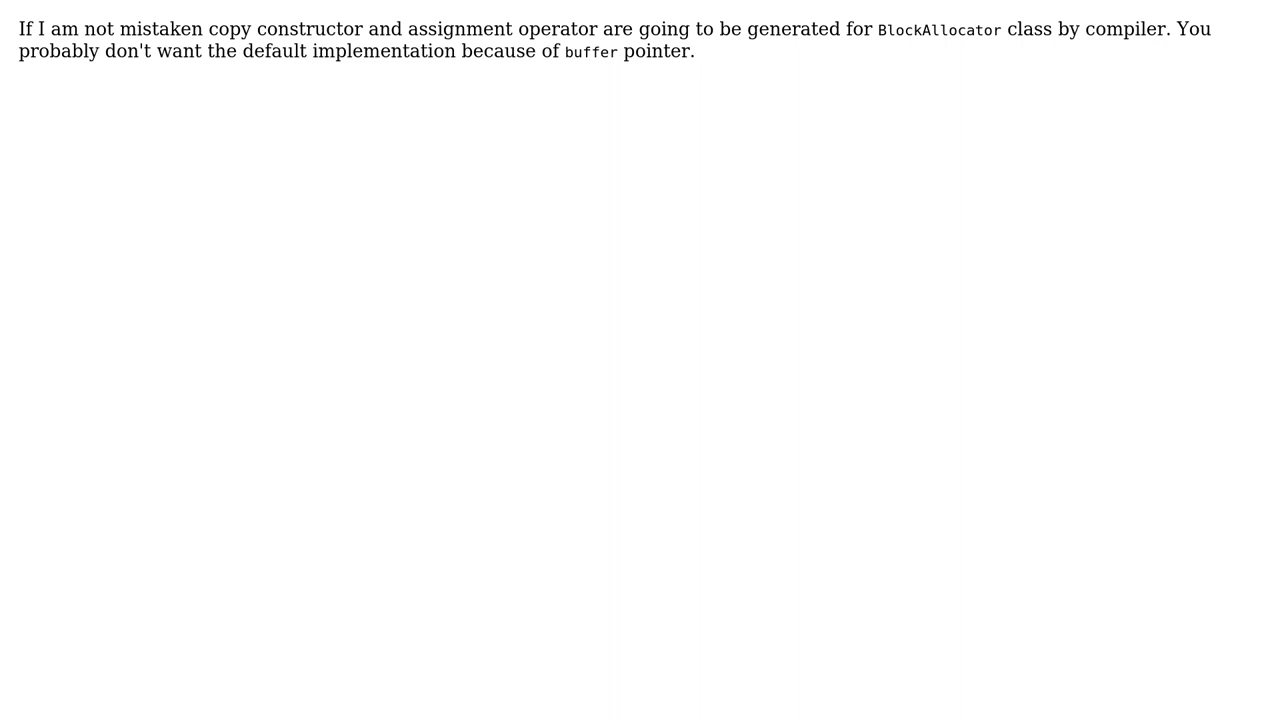 If I am not mistaken copy constructor and assignment operator are going to be generated for BlockAllocator class by compiler. You
probably don't want the default implementation because of buffer pointer.